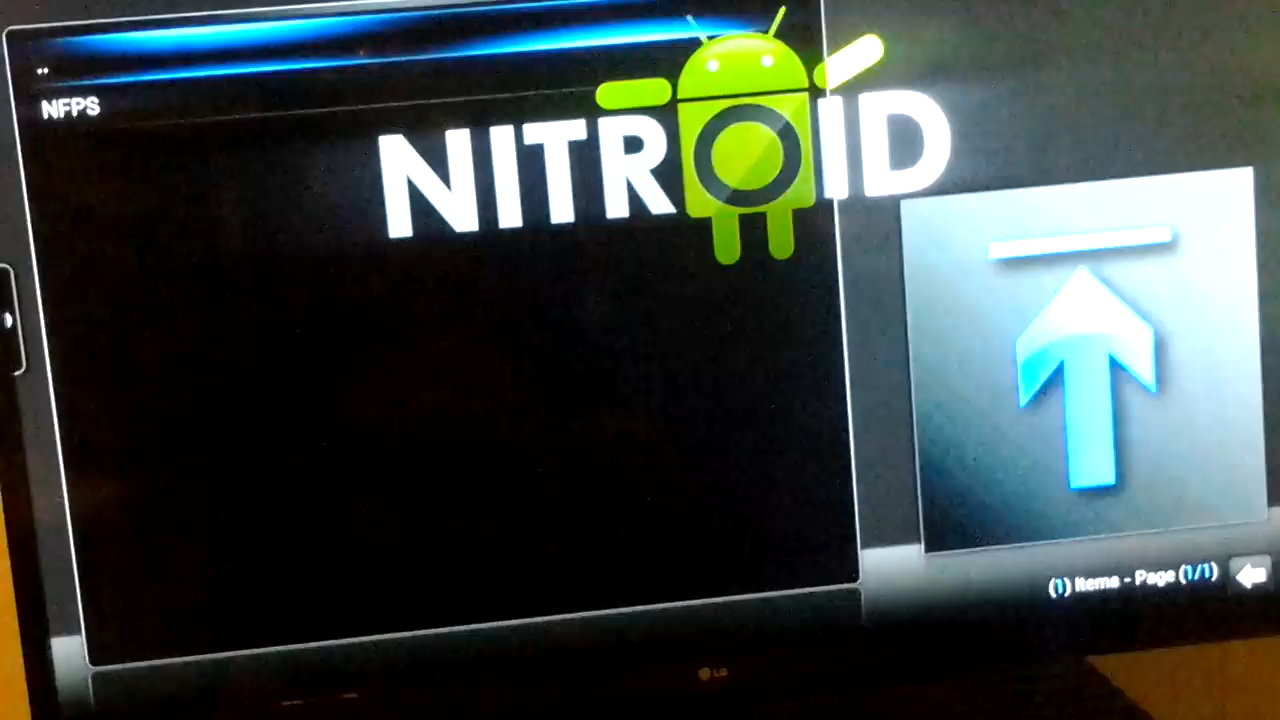 ..
NFPS
NITROID
(1) Items - Page (1/1)
LG